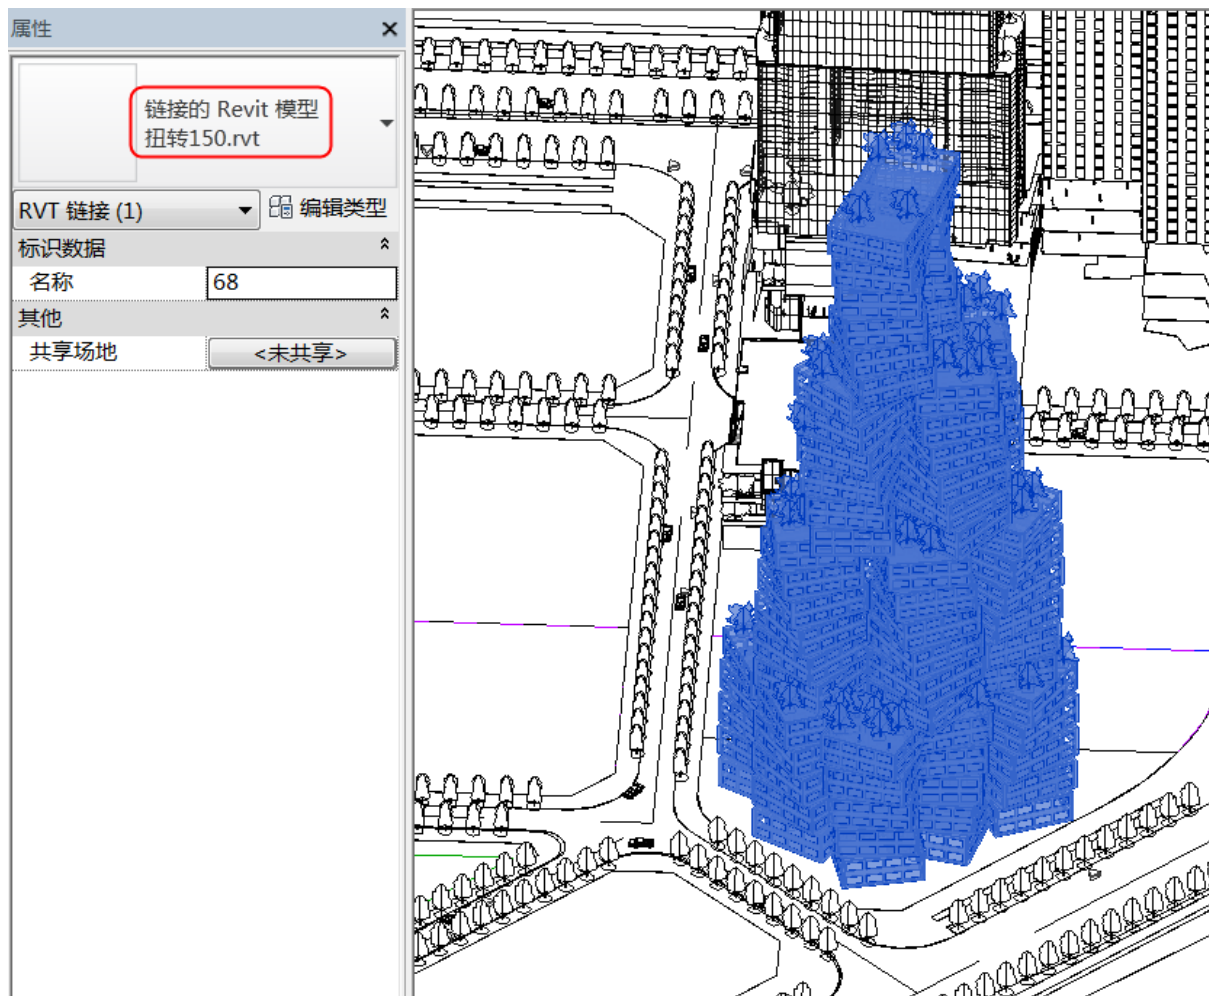 属性
链接的 Revit 模型
扭转150.rvt
RVT 链接 (1)
编辑类型
标识数据
名称
68
其他
共享场地
<未共享>